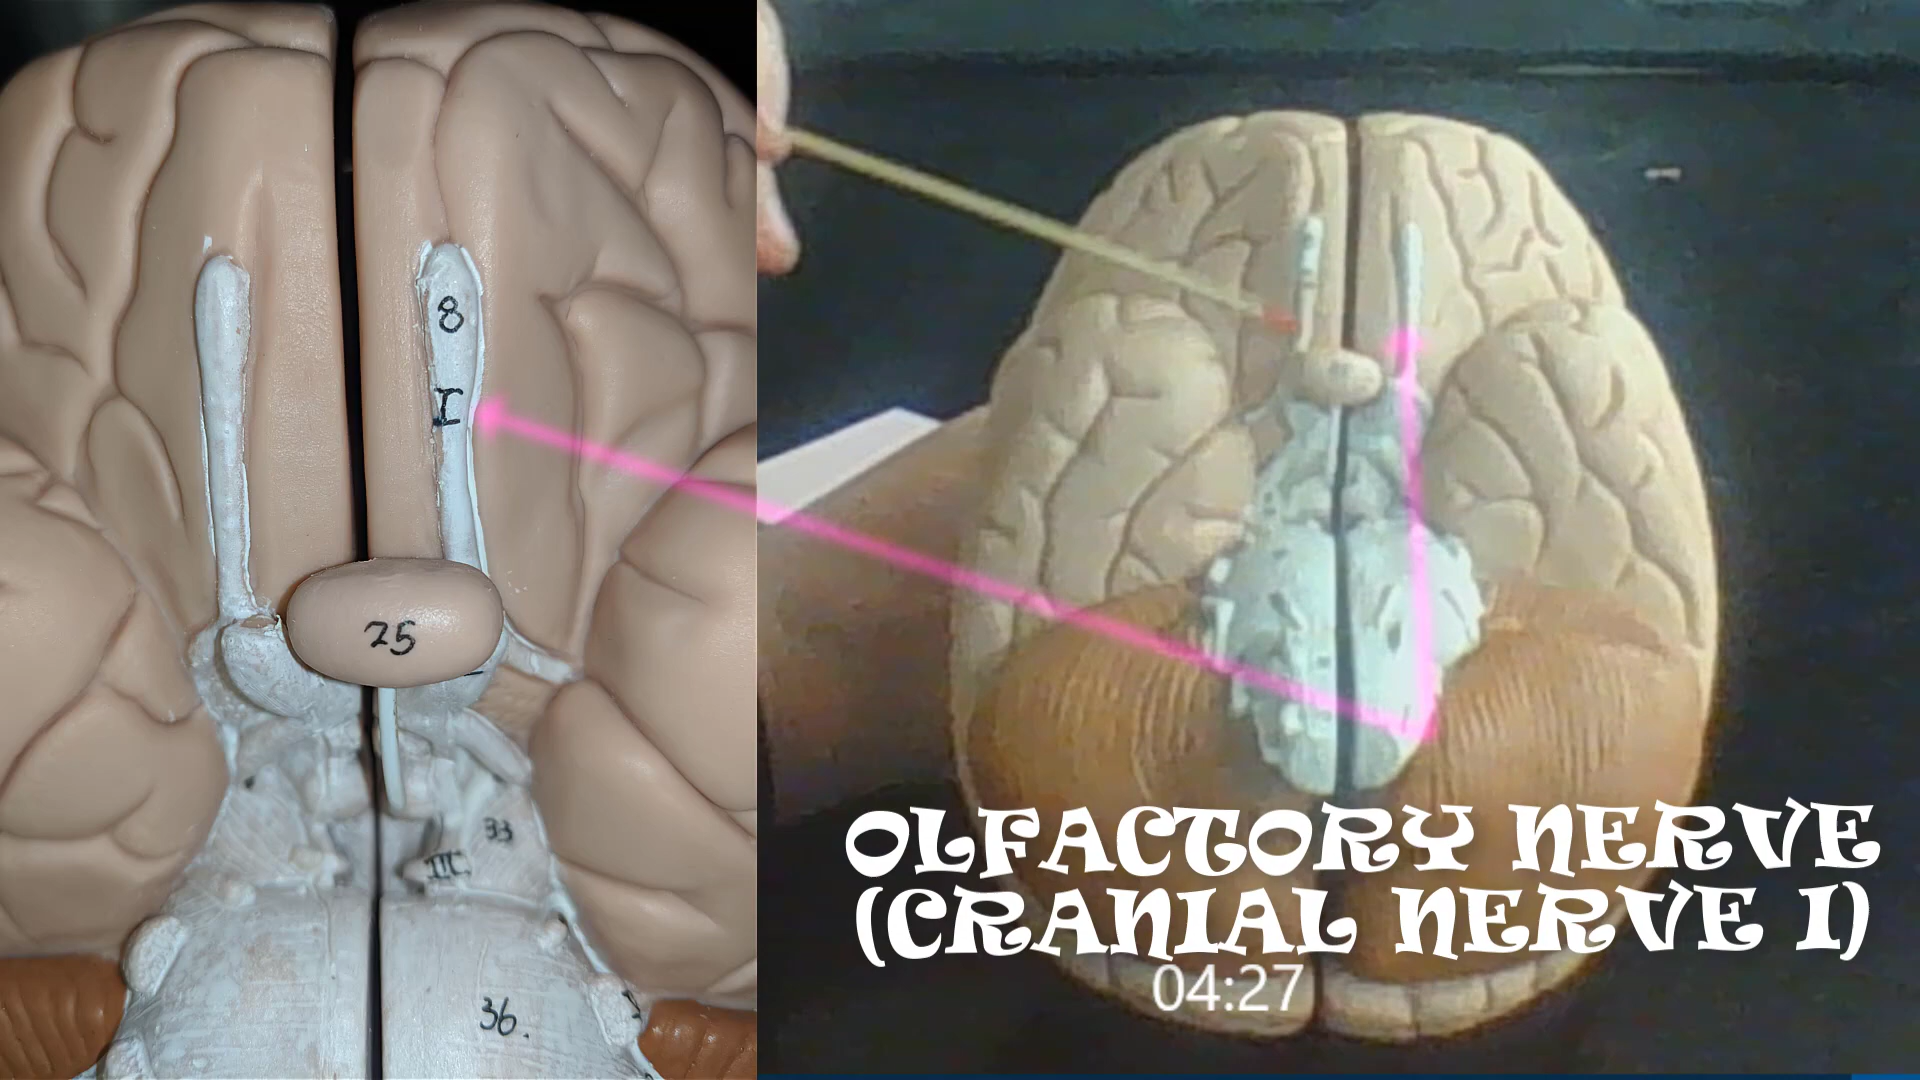 8
I
25
33
III
36.
OLFACTORY NERVE
(CRANIAL NERVE I)
04:27